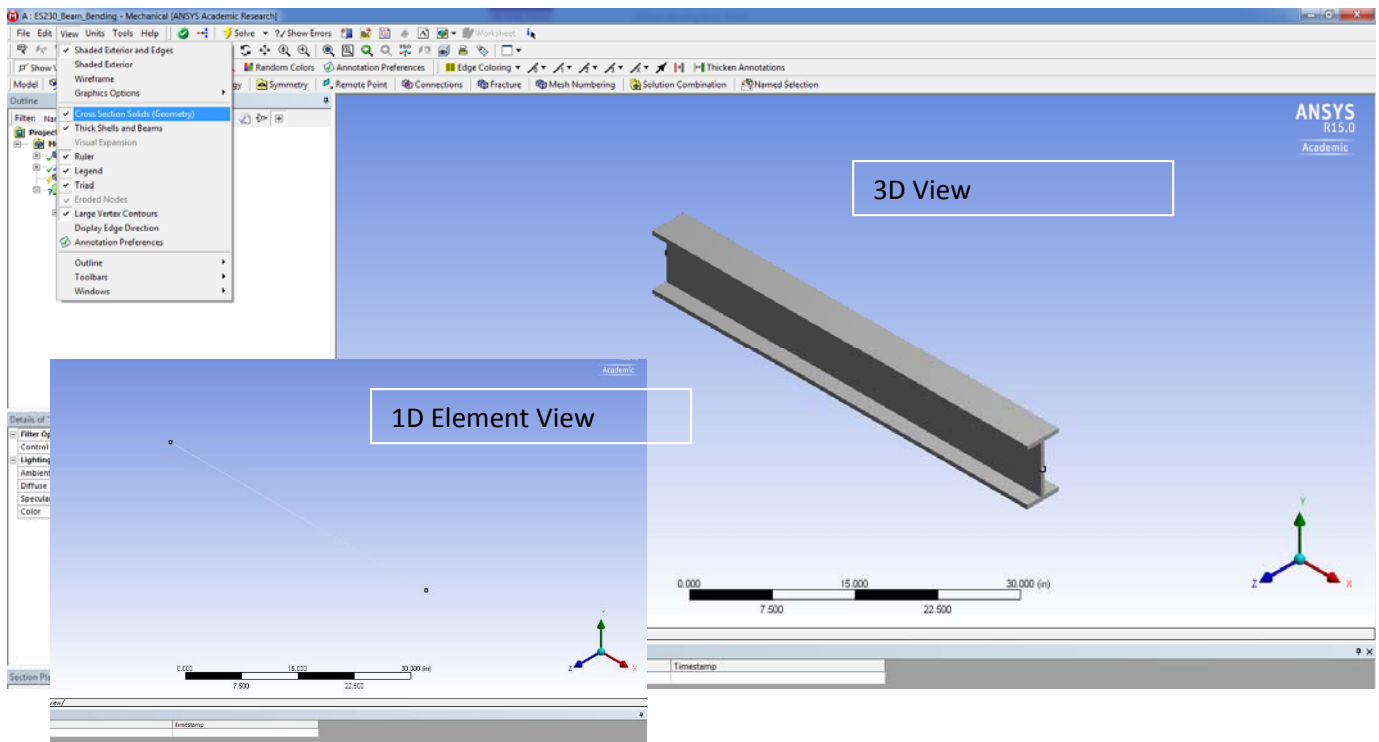 A : ES230_Beam_Bending - Mechanical [ANSYS Academic Research]
File Edit View Units Tools Help Solve ?/ Show Errors Worksheet
Shaded Exterior and Edges
Shaded Exterior
Wireframe
Graphics Options
Cross Section Solids (Geometry)
Thick Shells and Beams
Visual Expansion
Ruler
Legend
Triad
Eroded Nodes
Large Vertex Contours
Display Edge Direction
Annotation Preferences
Outline
Toolbars
Windows
Show Random Colors Annotation Preferences Edge Coloring Thicken Annotations
Model Symmetry Remote Point Connections Fracture Mesh Numbering Solution Combination Named Selection
Outline
Filter:
ANSYS
R15.0
Academic
3D View
0.000 15.000 30.000 (in)
7.500 22.500
Y
Z X
Timestamp
Details of
Filter Op
Control
Lighting
Ambient
Diffuse
Specular
Color
Section Pla
Academic
1D Element View
0.000 15.000 30.000 (in)
7.500 22.500
Y
Z X
Timestamp